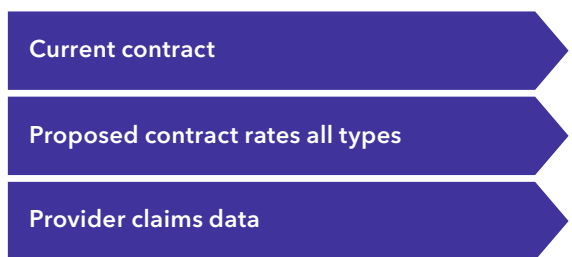 Current contract
Proposed contract rates all types
Provider claims data